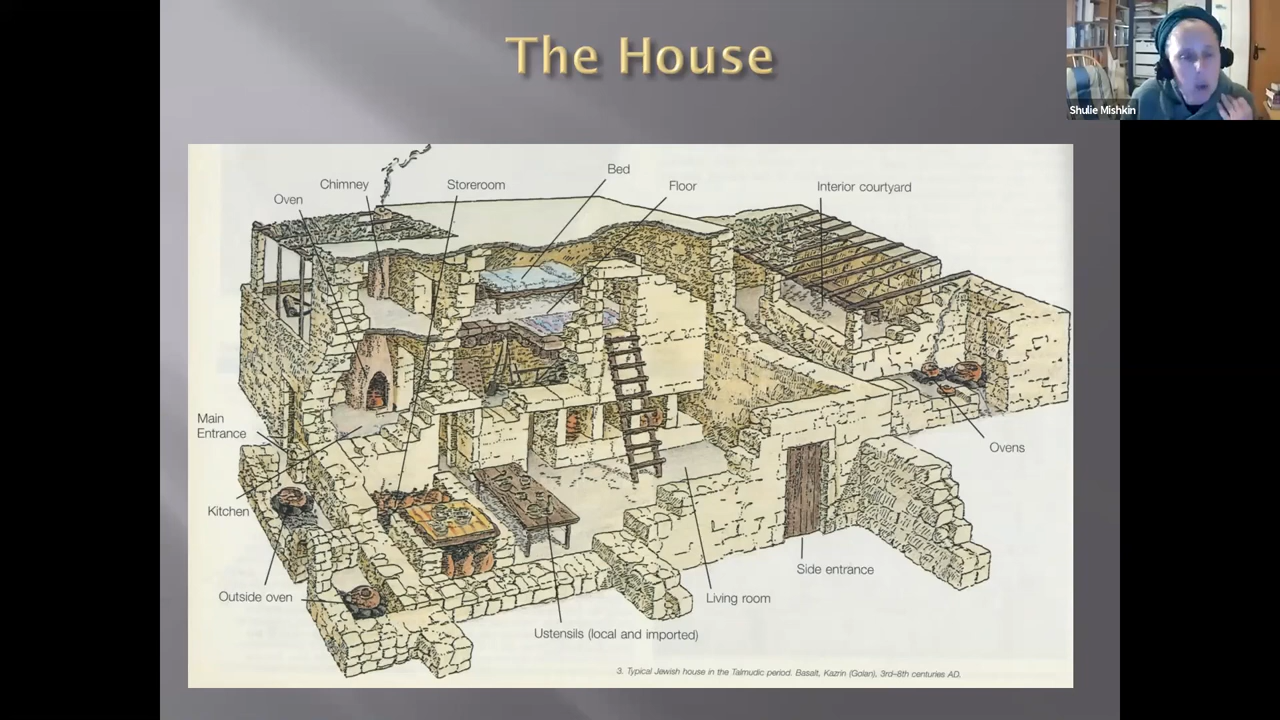 The House
Shulie Mishkin
Bed
Chimney
Storeroom
Floor
Interior courtyard
Oven
Main
Entrance
Ovens
Kitchen
Side entrance
Outside oven
Living room
Ustensils (local and imported)
3. Typical Jewish house in the Talmudic period. Basalt, Kazrin (Golan), 3rd–6th centuries AD.